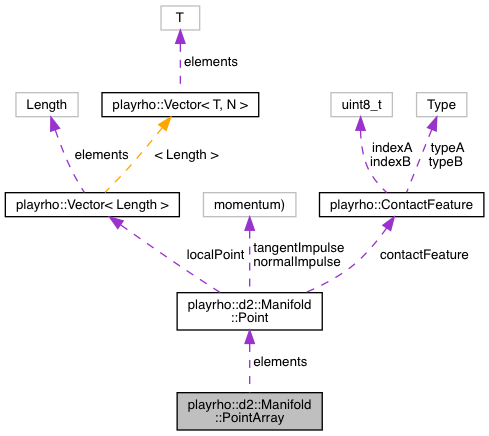 T
elements
playrho::Vector< T, N >
Length
uint8_t
Type
elements
< Length >
indexA
indexB
typeA
typeB
playrho::Vector< Length >
momentum)
playrho::ContactFeature
localPoint
tangentImpulse
normalImpulse
contactFeature
playrho::d2::Manifold
::Point
elements
playrho::d2::Manifold
::PointArray